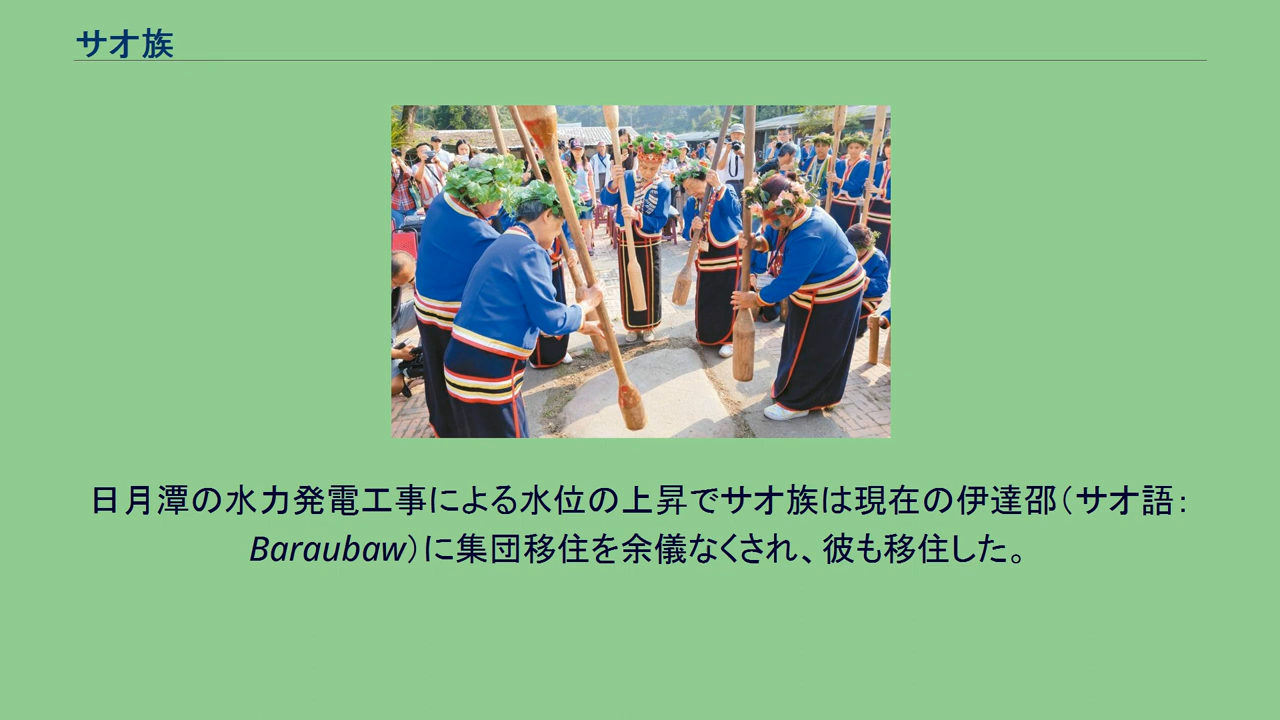 サオ族
日月潭の水力発電工事による水位の上昇でサオ族は現在の伊達邵（サオ語：
Baraubaw）に集団移住を余儀なくされ、彼も移住した。